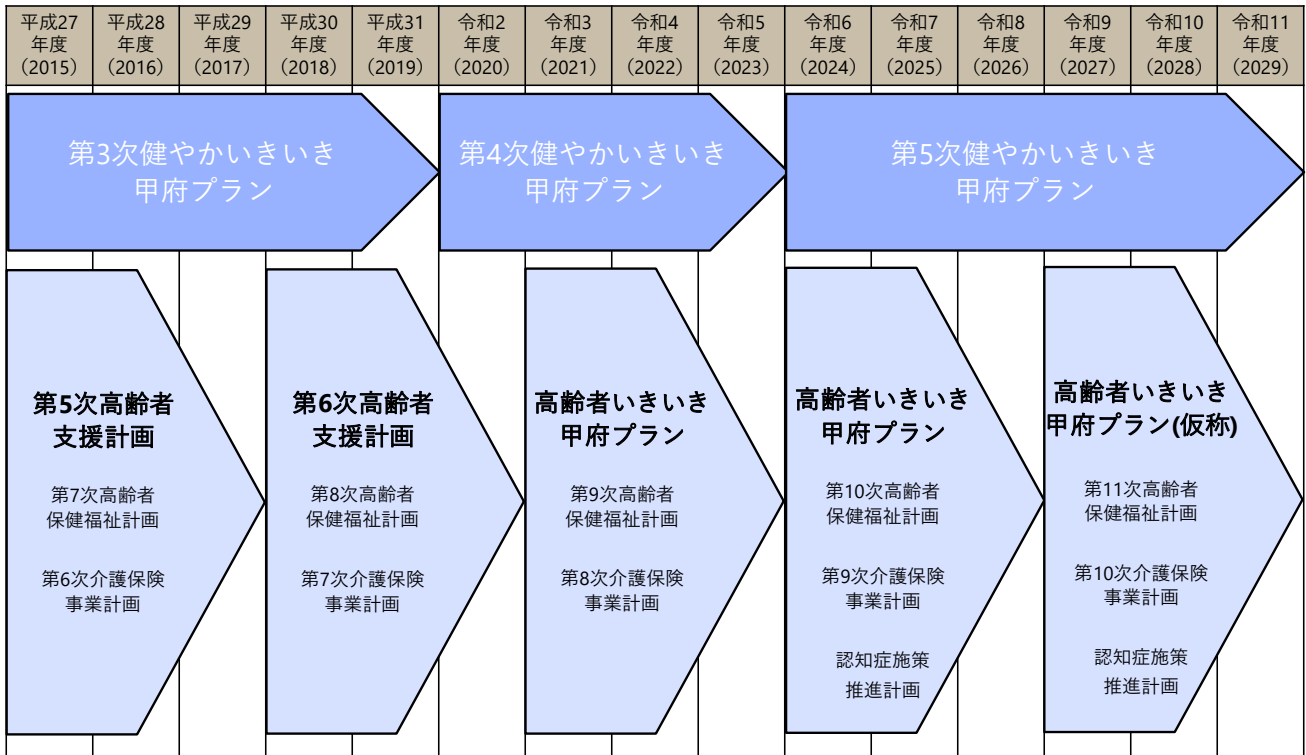 平成27
年度
（2015）
平成28
年度
（2016）
平成29
年度
（2017）
平成30
年度
（2018）
平成31
年度
（2019）
令和2
年度
（2020）
令和3
年度
（2021）
令和4
年度
（2022）
令和5
年度
（2023）
令和6
年度
（2024）
令和7
年度
（2025）
令和8
年度
（2026）
令和9
年度
（2027）
令和10
年度
（2028）
令和11
年度
（2029）
第3次健やかいきいき
甲府プラン
第4次健やかいきいき
甲府プラン
第5次健やかいきいき
甲府プラン
第5次高齢者
支援計画
第7次高齢者
保健福祉計画
第6次介護保険
事業計画
第6次高齢者
支援計画
第8次高齢者
保健福祉計画
第7次介護保険
事業計画
高齢者いきいき
甲府プラン
第9次高齢者
保健福祉計画
第8次介護保険
事業計画
高齢者いきいき
甲府プラン
第10次高齢者
保健福祉計画
第9次介護保険
事業計画
認知症施策
推進計画
高齢者いきいき
甲府プラン(仮称)
第11次高齢者
保健福祉計画
第10次介護保険
事業計画
認知症施策
推進計画